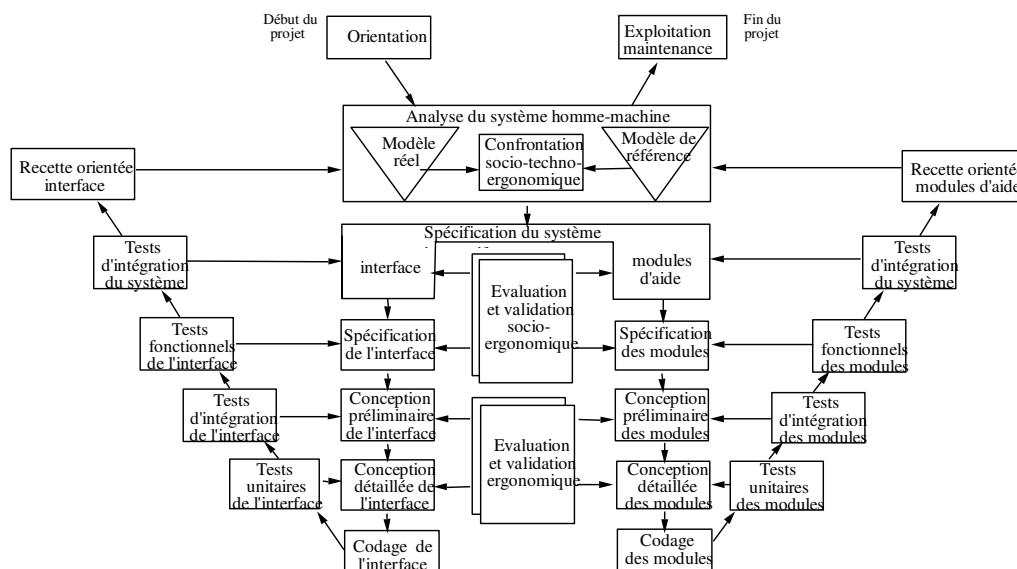 Début du
projet
Orientation
Exploitation
maintenance
Fin du
projet
Analyse du système homme-machine
Modèle
réel
Confrontation
socio-techno-
ergonomique
Modèle de
référence
Recette orientée
interface
Recette orientée
modules d'aide
Spécification du système
interface
modules
d'aide
Tests
d'intégration
du système
Tests
d'intégration
du système
Evaluation
et validation
socio-
ergonomique
Tests
fonctionnels
de l'interface
Spécification
de l'interface
Spécification
des modules
Tests
fonctionnels
des modules
Tests
d'intégration
de l'interface
Conception
préliminaire
de l'interface
Conception
préliminaire
des modules
Tests
d'intégration
des modules
Evaluation
et validation
ergonomique
Tests
unitaires
de l'interface
Conception
détaillée de
l'interface
Conception
détaillée
des modules
Tests
unitaires
des modules
Codage de
l'interface
Codage
des modules